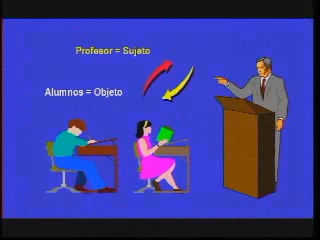 Profesor = Sujeto
Alumnos = Objeto